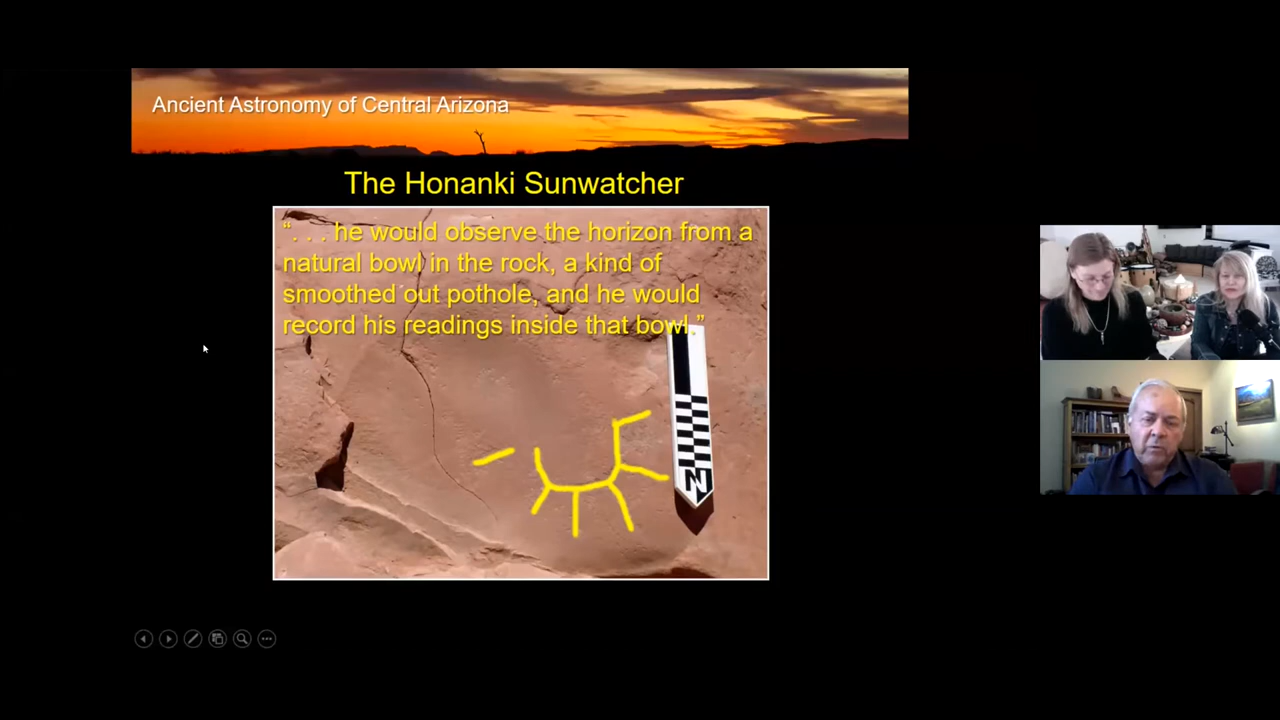 Ancient Astronomy of Central Arizona
The Honanki Sunwatcher
“. . . he would observe the horizon from a
natural bowl in the rock, a kind of
smoothed out pothole, and he would
record his readings inside that bowl.”
N